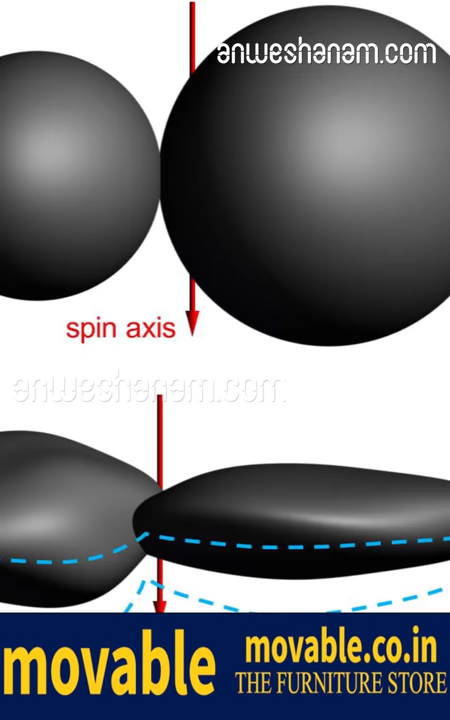 anweshanam.com
spin axis
anweshanam.com
movable
movable.co.in
THE FURNITURE STORE